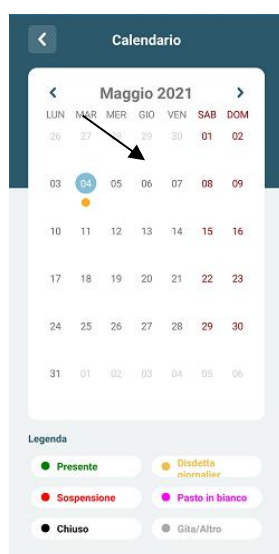 Calendario
Maggio 2021
LUN MAR MER GIO VEN SAB DOM
26 27 28 29 30 01 02
03 04 05 06 07 08 09
10 11 12 13 14 15 16
17 18 19 20 21 22 23
24 25 26 27 28 29 30
31 01 02 03 04 05 06
Legenda
Presente
Disdetta
giornalier
Sospensione
Pasto in bianco
Chiuso
Gita/Altro